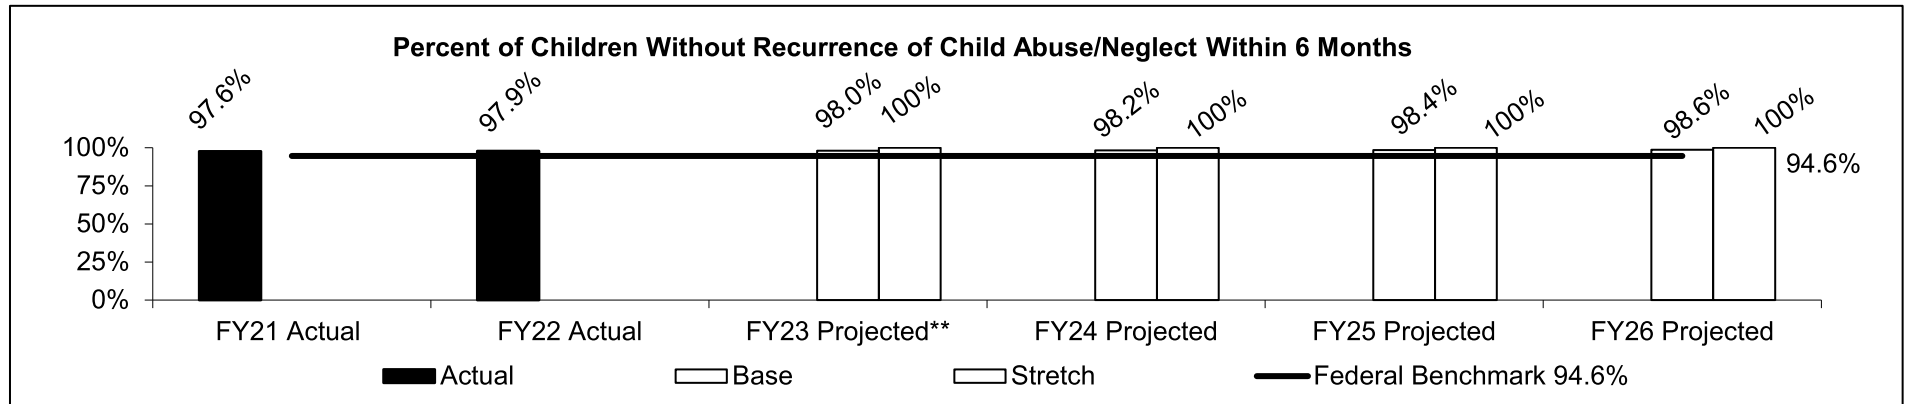 Percent of Children Without Recurrence of Child Abuse/Neglect Within 6 Months
97.6%
97.9%
98.0%
100%
98.2%
100%
98.4%
100%
98.6%
100%
100%
75%
50%
25%
0%
94.6%
FY21 Actual
FY22 Actual
FY23 Projected**
FY24 Projected
FY25 Projected
FY26 Projected
Actual
Base
Stretch
Federal Benchmark 94.6%